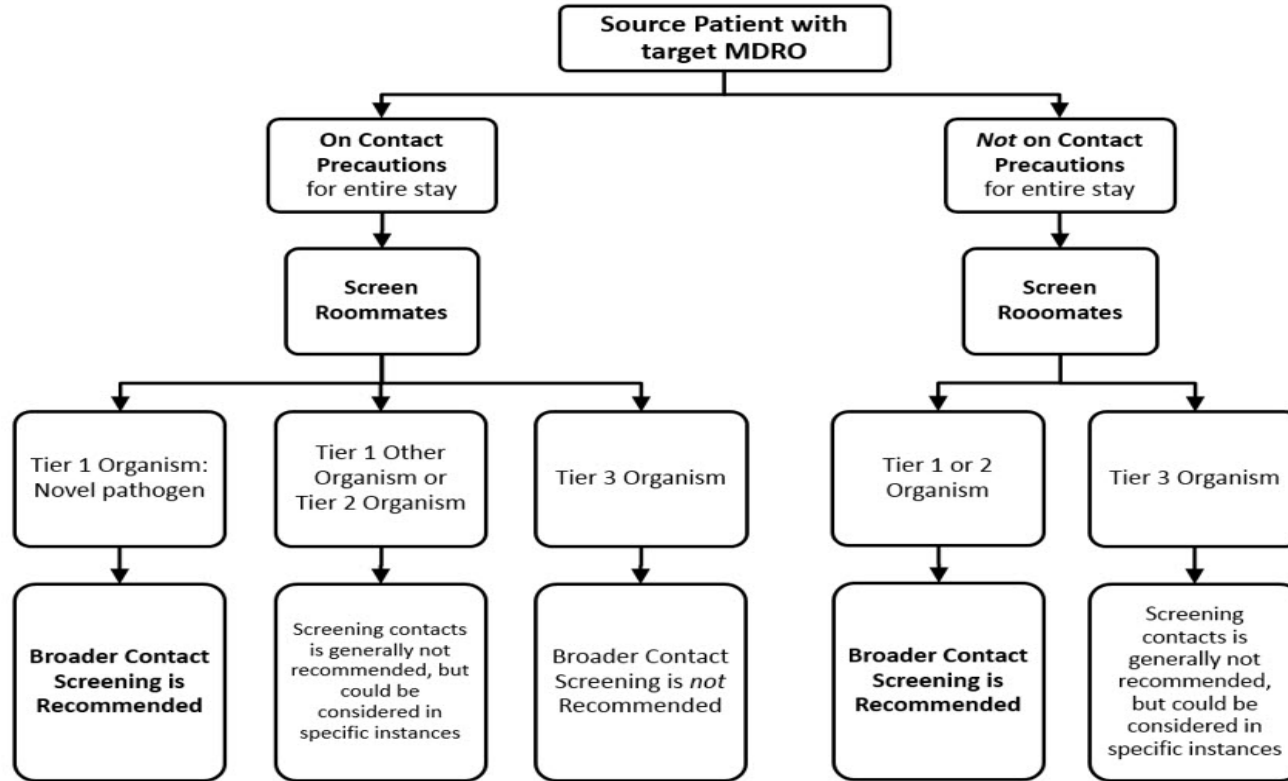 Source Patient with
target MDRO
On Contact
Precautions
for entire stay
Not on Contact
Precautions
for entire stay
Screen
Roommates
Screen
Rooomates
Tier 1 Organism:
Novel pathogen
Tier 1 Other
Organism or
Tier 2 Organism
Tier 3 Organism
Tier 1 or 2
Organism
Tier 3 Organism
Broader Contact
Screening is
Recommended
Screening contacts
is generally not
recommended, but
could be
considered in
specific instances
Broader Contact
Screening is not
Recommended
Broader Contact
Screening is
Recommended
Screening
contacts is
generally not
recommended,
but could be
considered in
specific instances